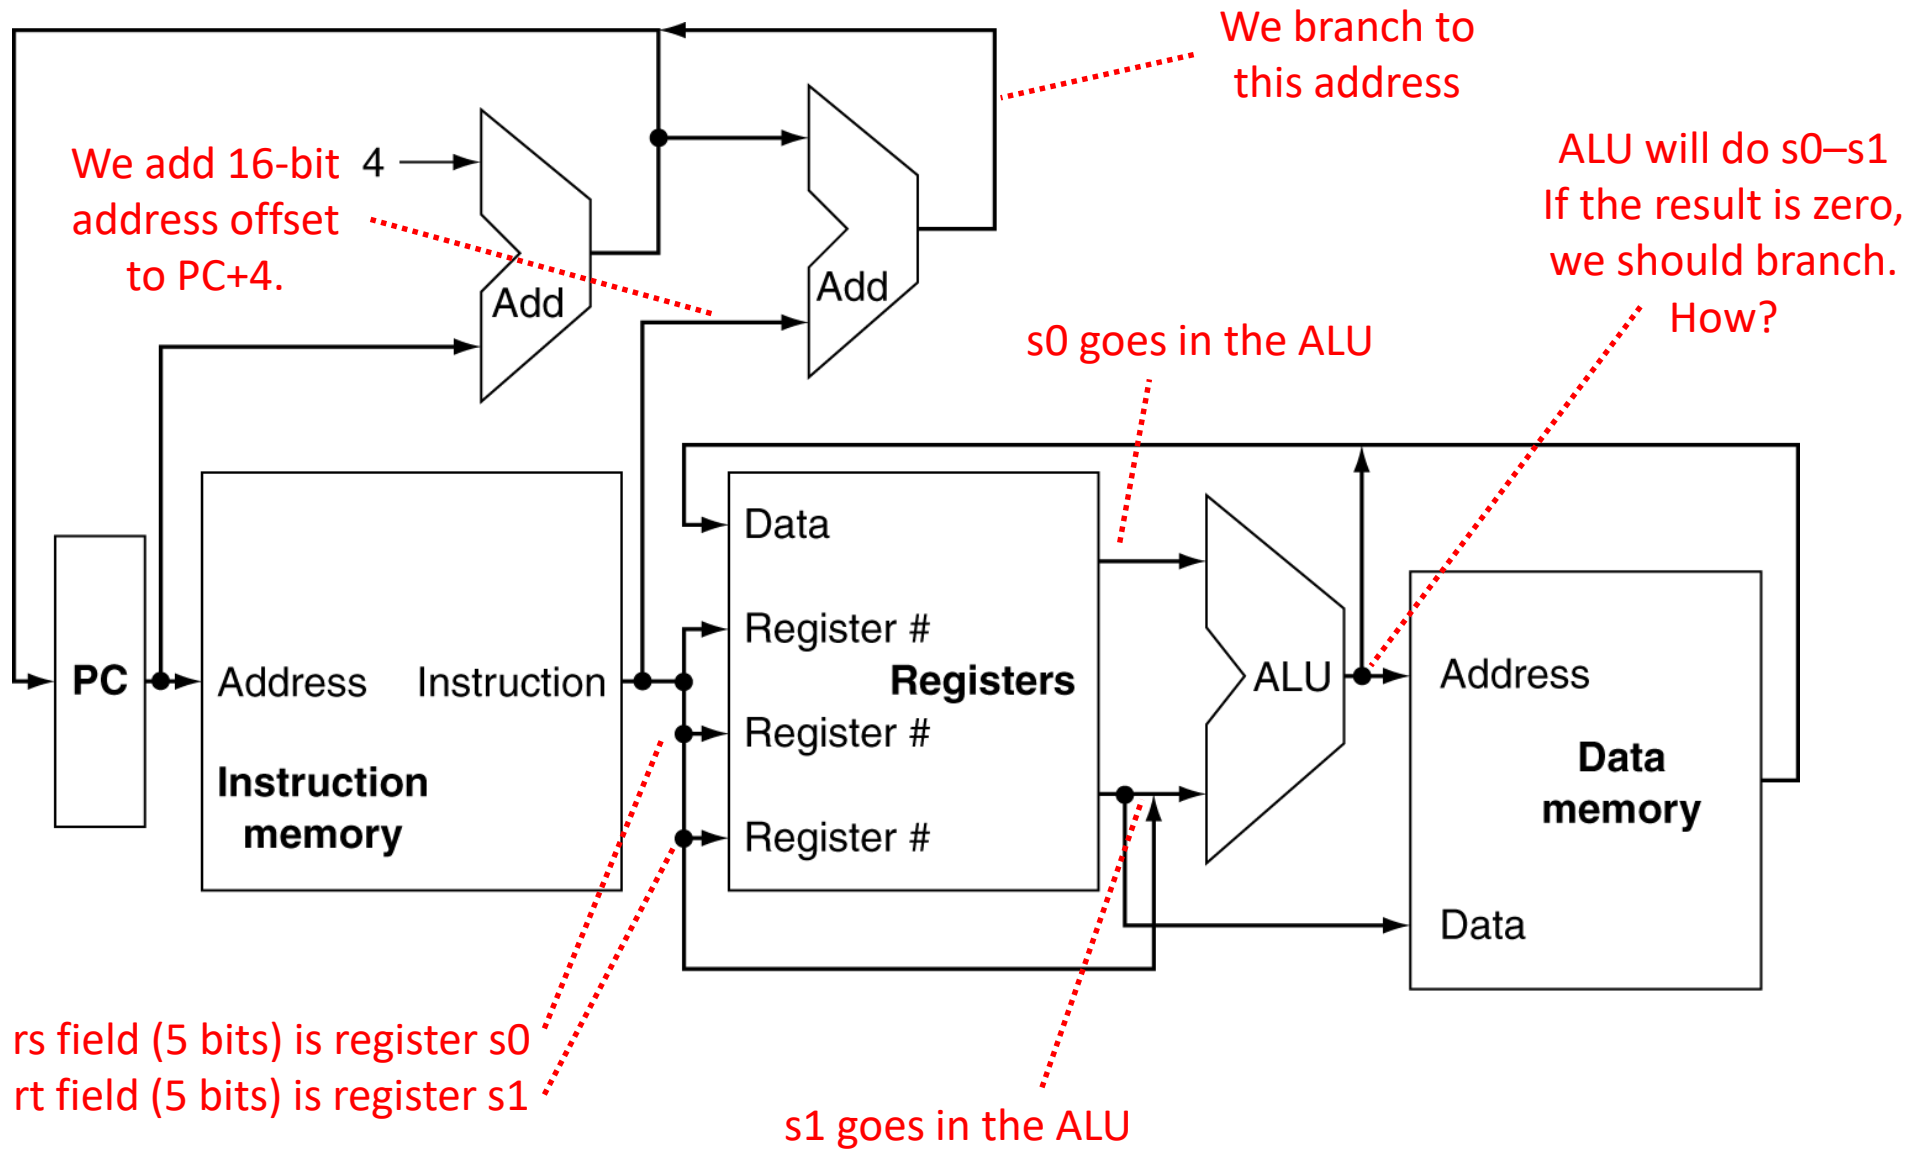 We branch to
this address
We add 16-bit
address offset
to PC+4.
4
Add
Add
ALU will do s0–s1
If the result is zero,
we should branch.
How?
s0 goes in the ALU
PC
Address
Instruction
Instruction
memory
Data
Register #
Registers
Register #
Register #
ALU
Address
Data
memory
Data
rs field (5 bits) is register s0
rt field (5 bits) is register s1
s1 goes in the ALU